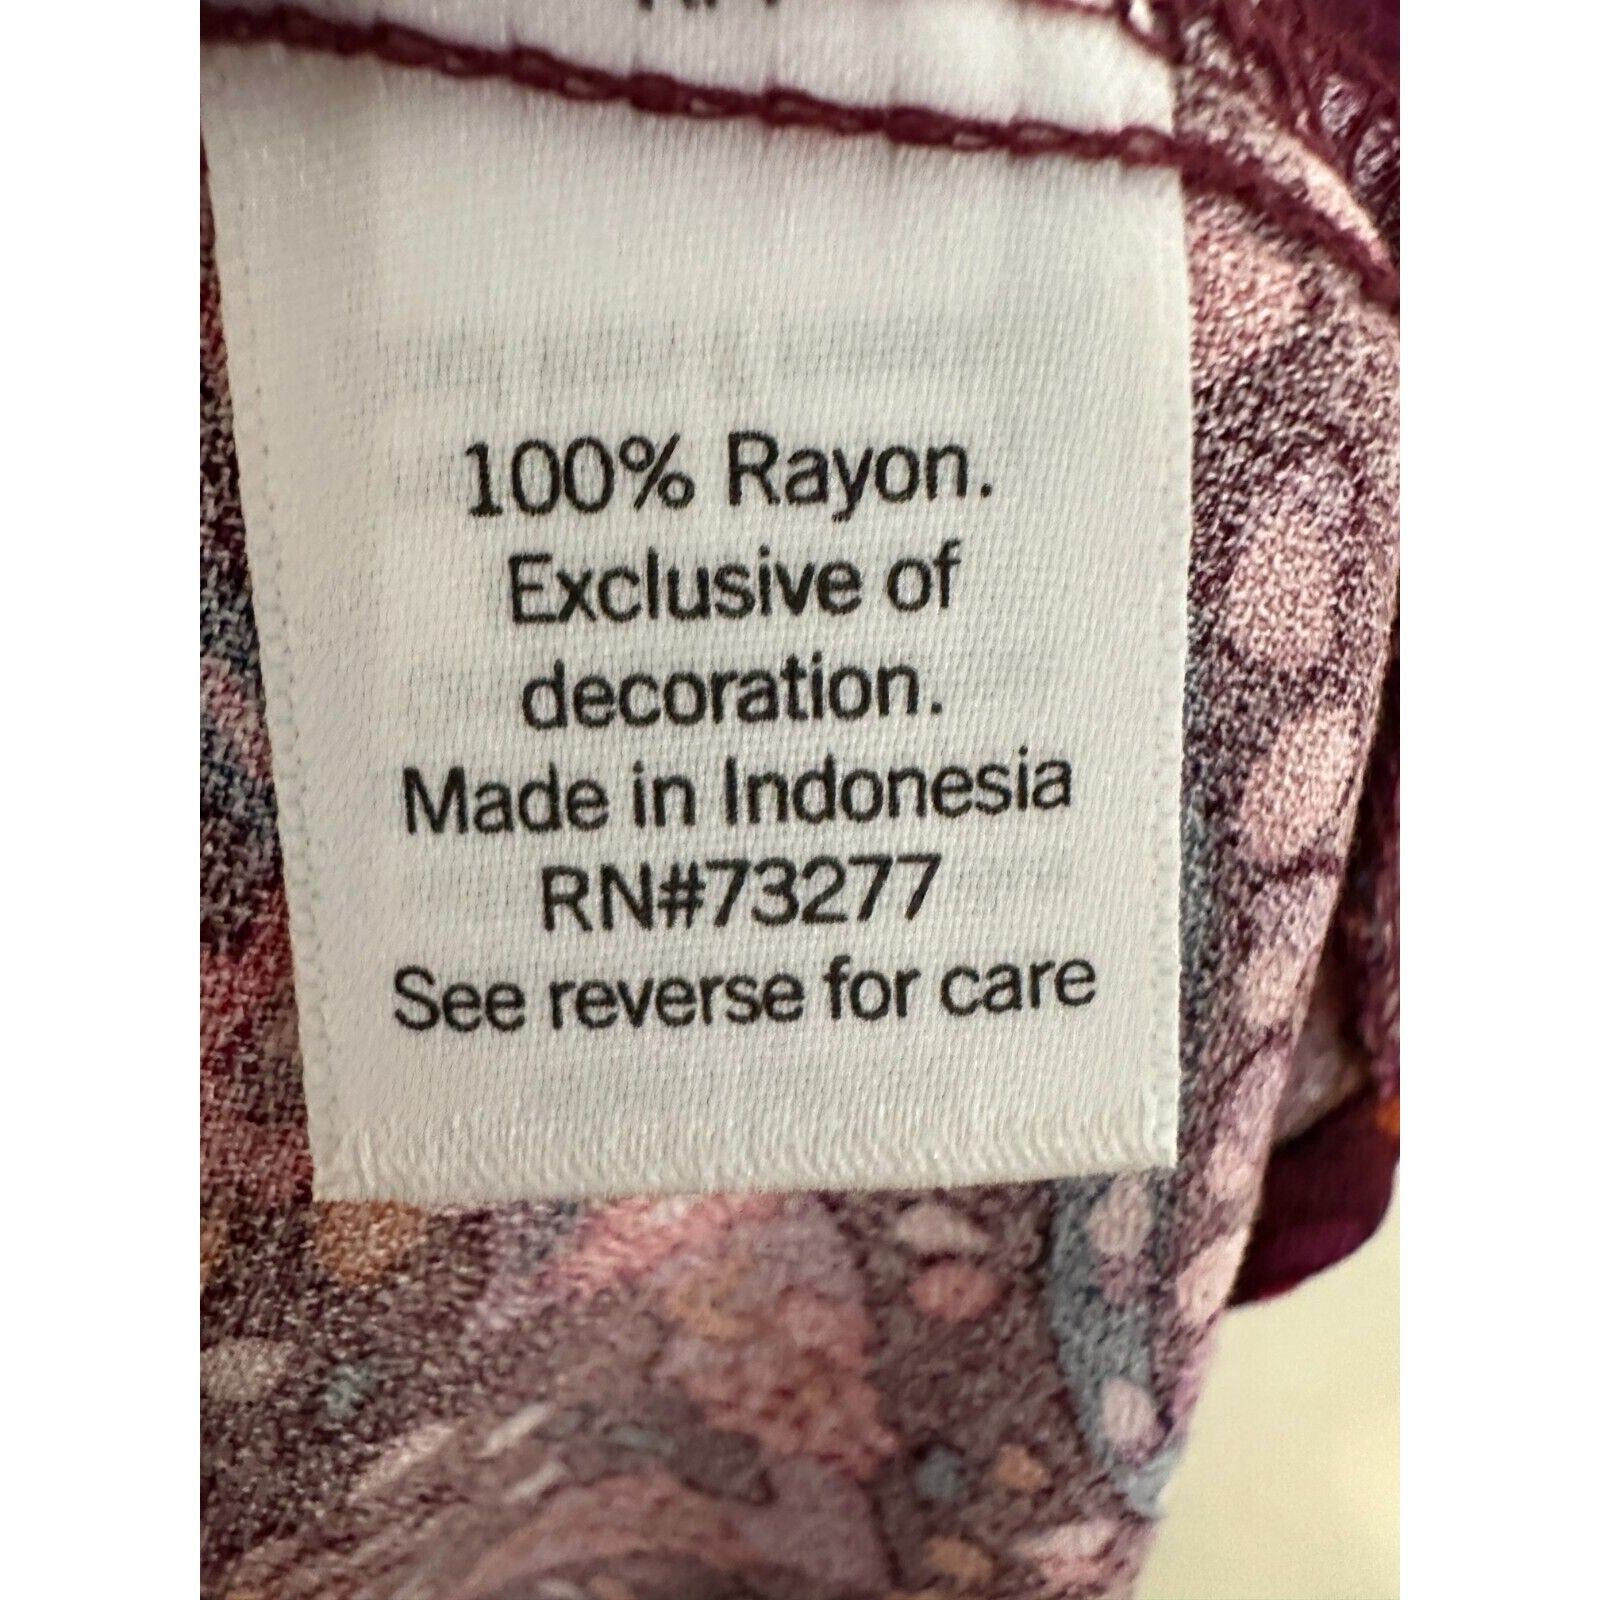 100% Rayon.
Exclusive of
decoration.
Made in Indonesia
RN#73277
See reverse for care